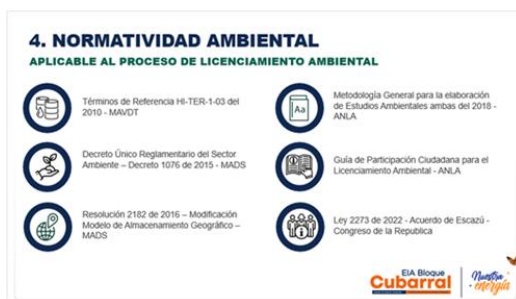 4. NORMATIVIDAD AMBIENTAL
APLICABLE AL PROCESO DE LICENCIAMIENTO AMBIENTAL
Términos de Referencia HI-TER-1-03 del
2010 - MAVDT
Decreto Único Reglamentario del Sector
Ambiente – Decreto 1076 de 2015 - MADS
Resolución 2182 de 2016 – Modificación
Modelo de Almacenamiento Geográfico –
MADS
Aa
Metodología General para la elaboración
de Estudios Ambientales ambas del 2018 -
ANLA
Guía de Participación Ciudadana para el
Licenciamiento Ambiental - ANLA
Ley 2273 de 2022 - Acuerdo de Escazú -
Congreso de la Republica
EIA Bloque
Cubarral
Nuestra
energía